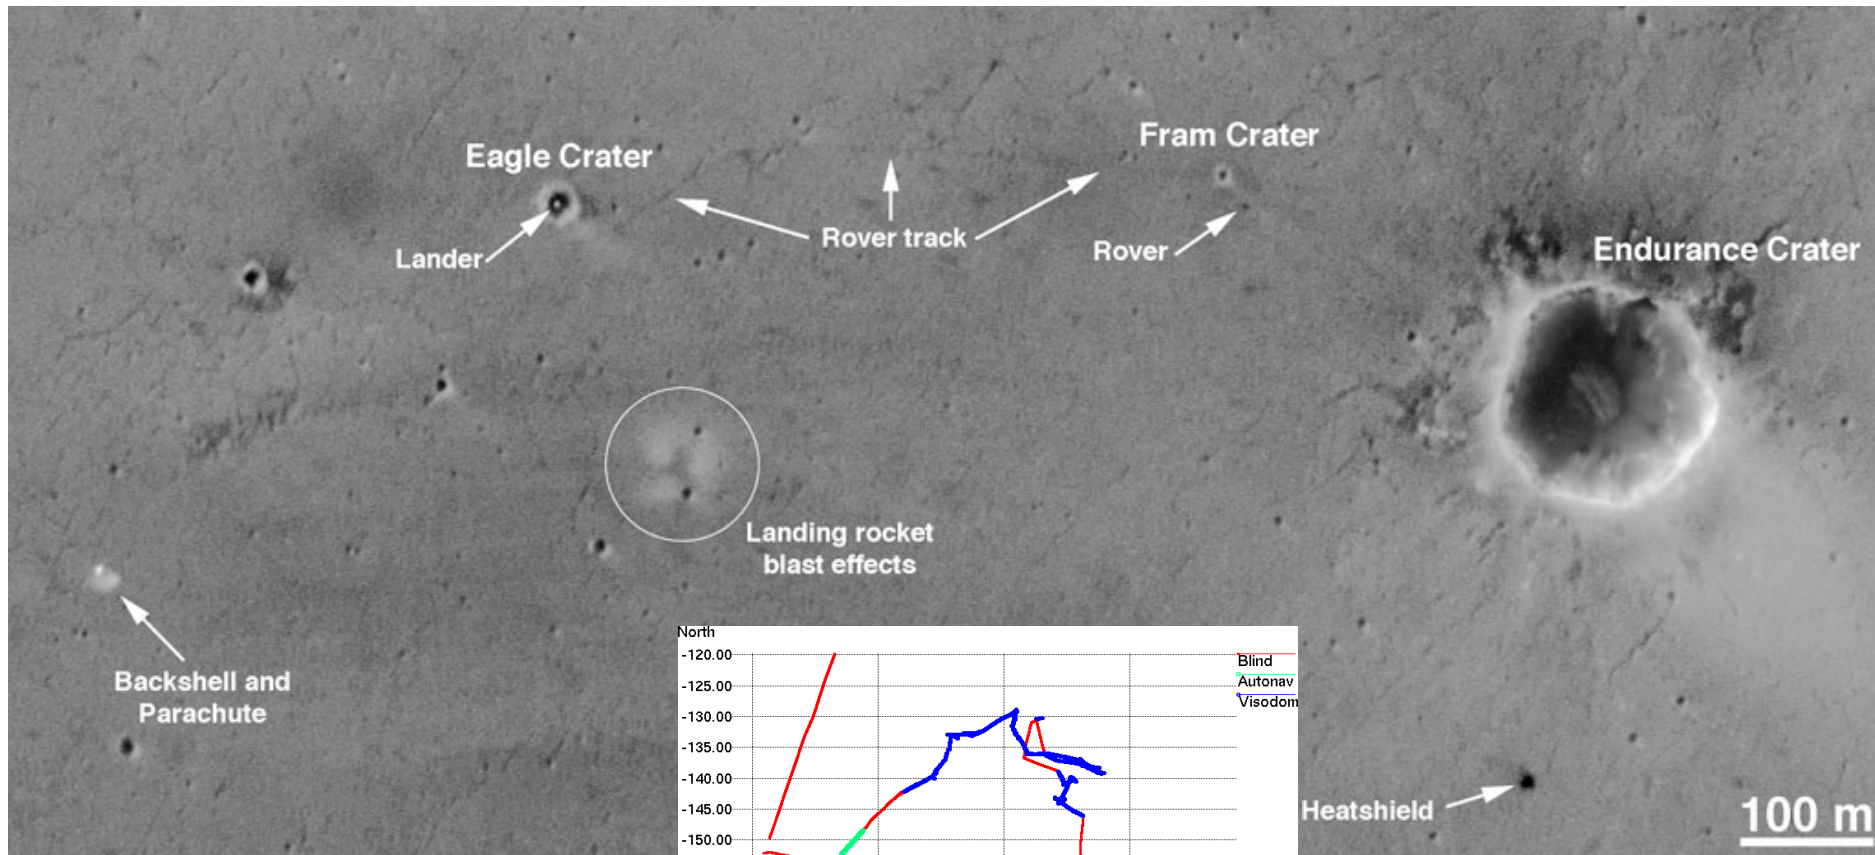 Fram Crater
Eagle Crater
Rover track
Lander
Rover
Endurance Crater
Landing rocket
blast effects
Backshell and
Parachute
North
-120.00
-125.00
-130.00
-135.00
-140.00
-145.00
-150.00
Blind
Autonav
Visodom
Heatshield
100 m